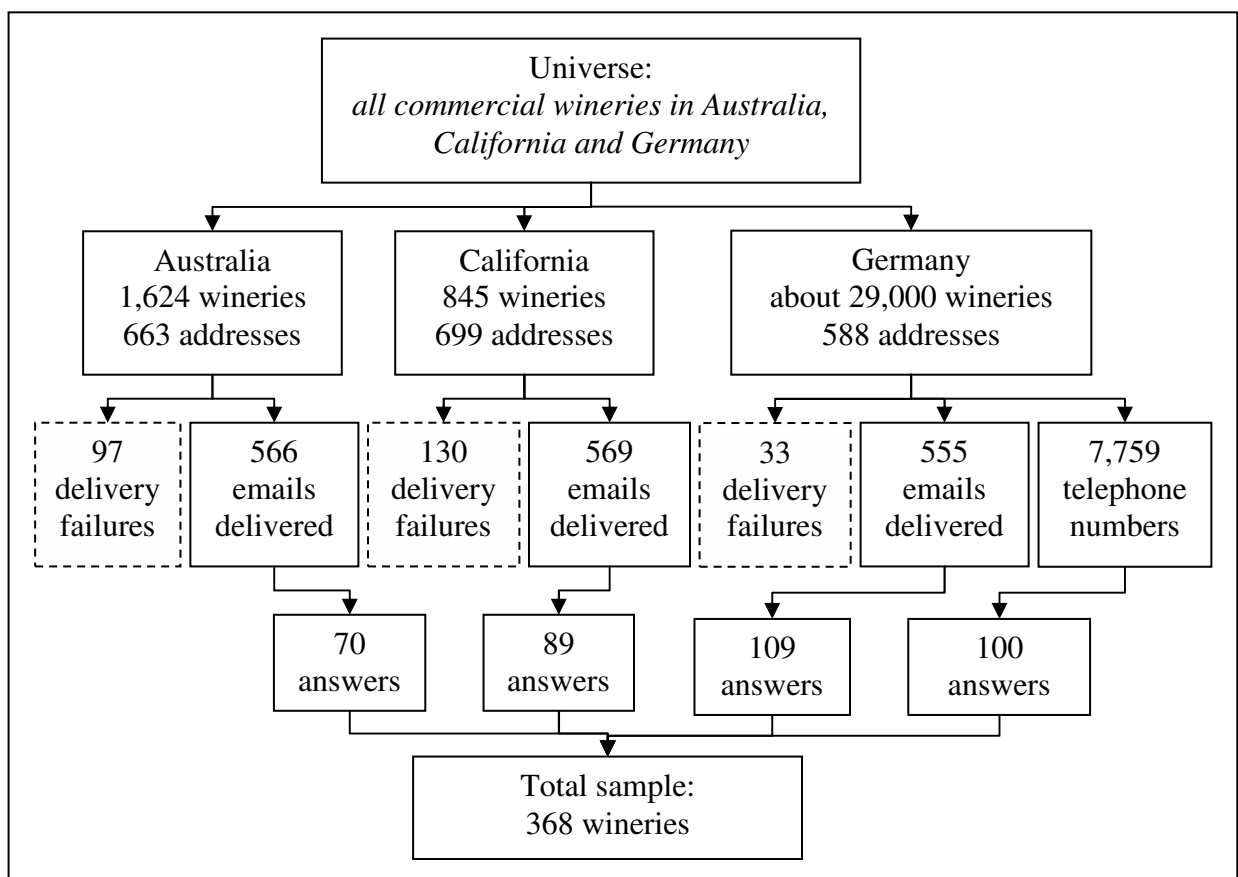 Universe:
all commercial wineries in Australia,
California and Germany
Australia
1,624 wineries
663 addresses
California
845 wineries
699 addresses
Germany
about 29,000 wineries
588 addresses
97
delivery
failures
566
emails
delivered
130
delivery
failures
569
emails
delivered
33
delivery
failures
555
emails
delivered
7,759
telephone
numbers
70
answers
89
answers
109
answers
100
answers
Total sample:
368 wineries